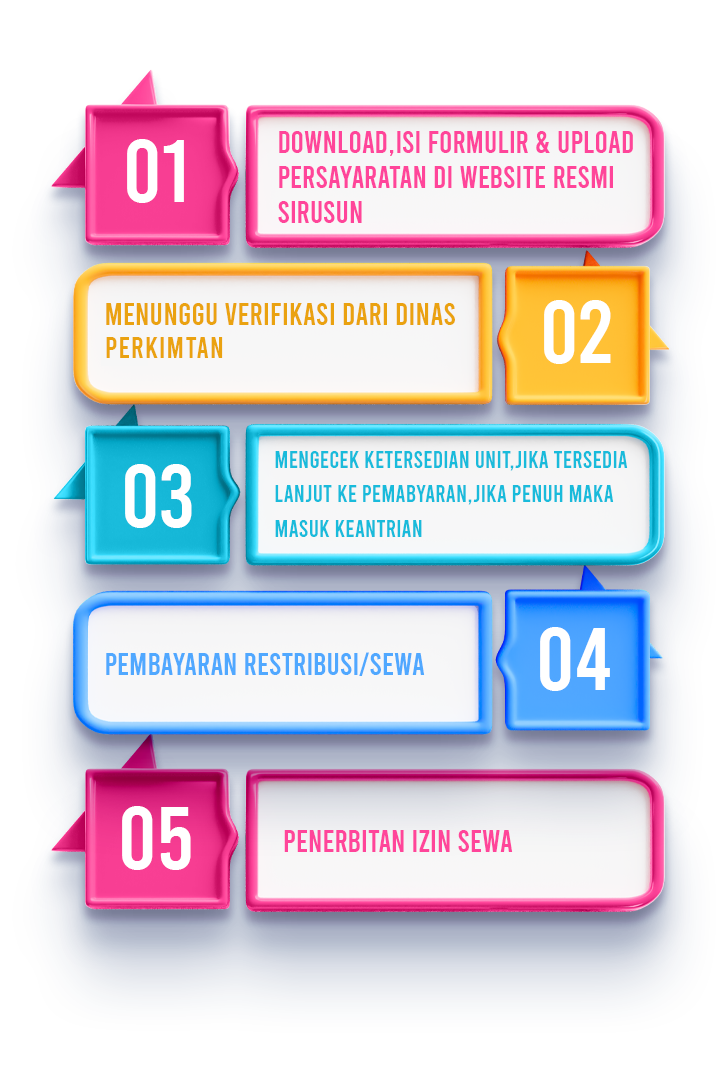 01
DOWNLOAD,ISI FORMULIR & UPLOAD
PERSAYARATAN DI WEBSITE RESMI
SIRUSUN
MENUNGGU VERIFIKASI DARI DINAS
PERKIMTAN
02
03
MENGECEK KETERSEDIAN UNIT,JIKA TERSEDIA
LANJUT KE PEMABYARAN,JIKA PENUH MAKA
MASUK KEANTRIAN
PEMBAYARAN RESTRIBUSI/SEWA
04
05
PENERBITAN IZIN SEWA